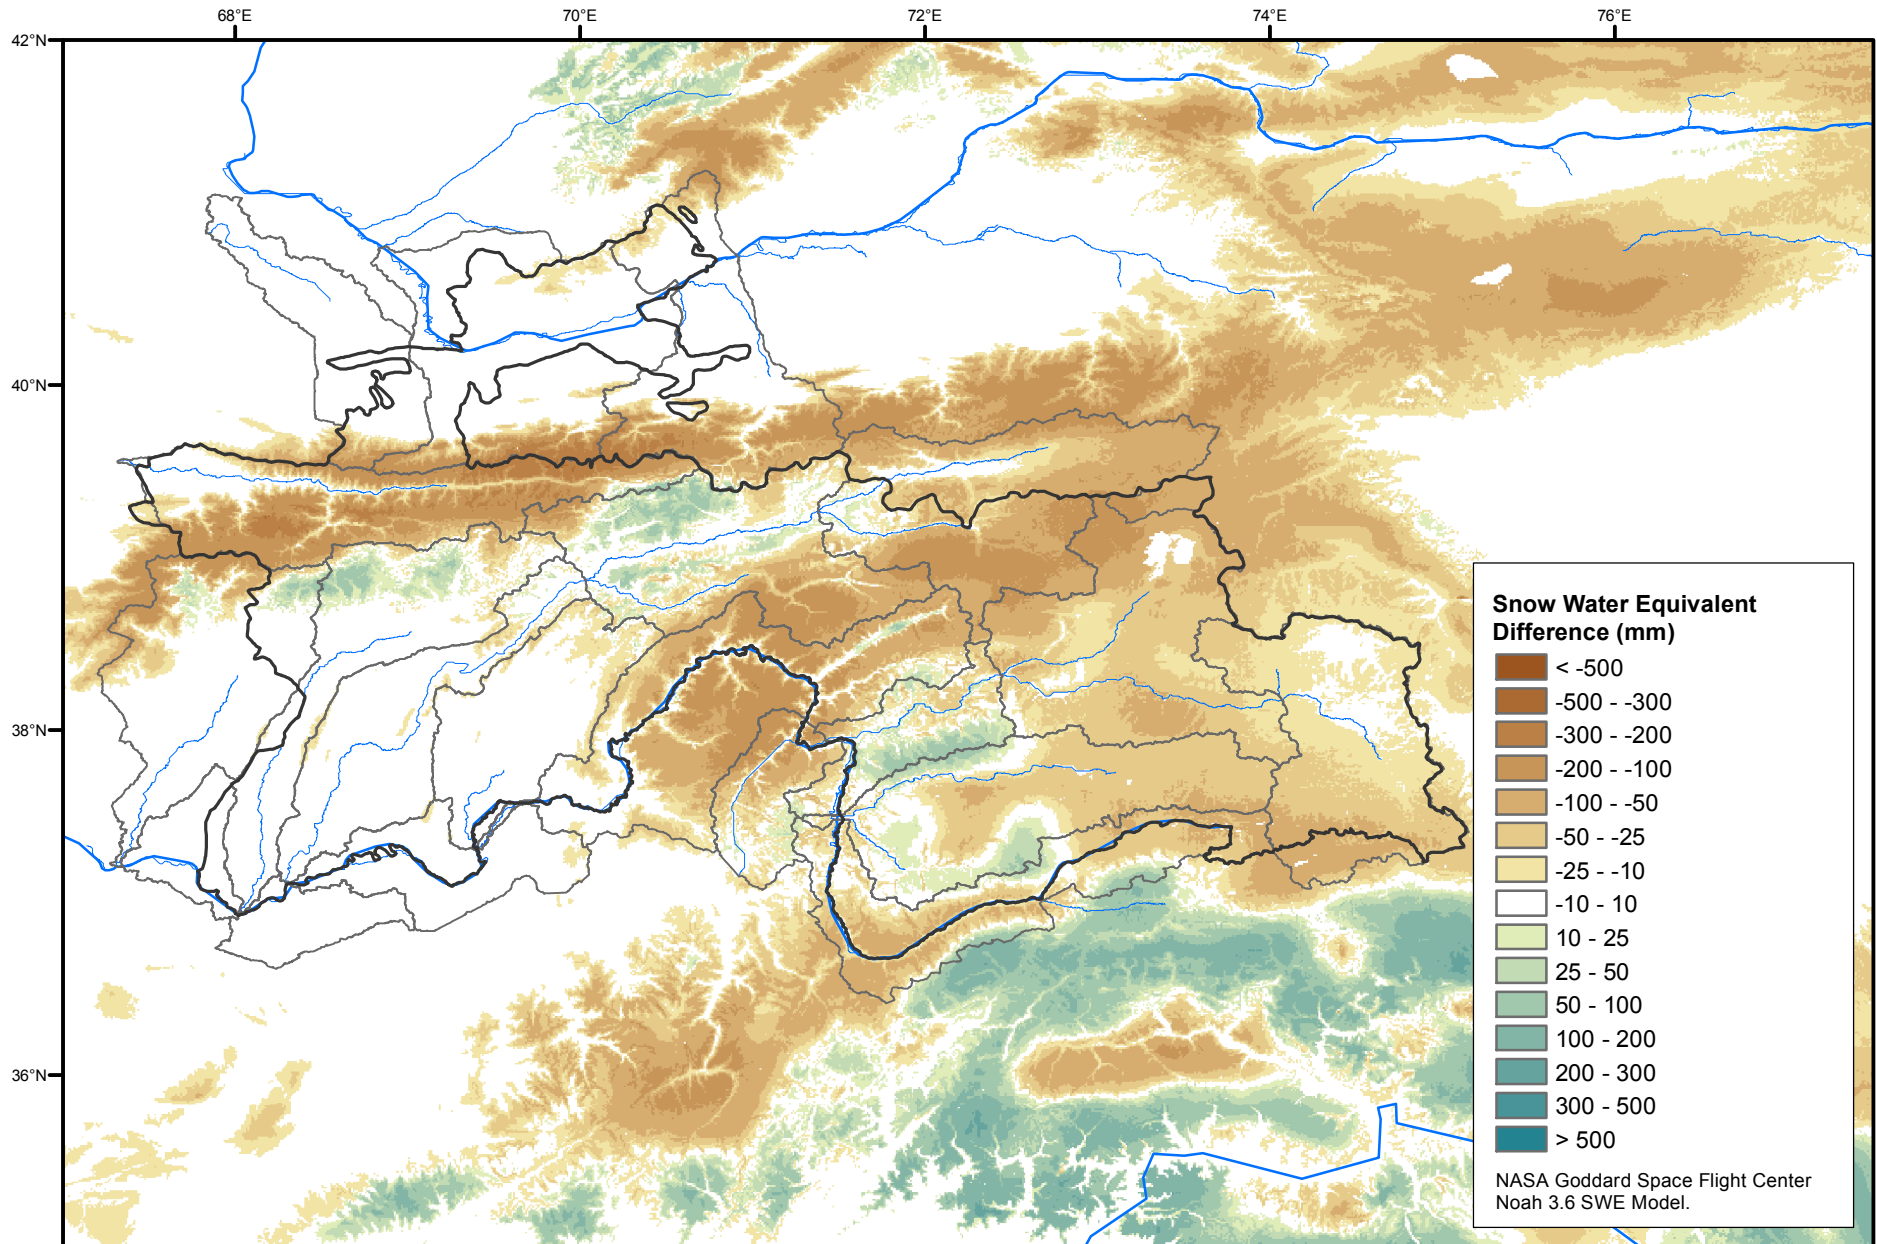 68°E 70°E 72°E 74°E 76°E
42°N
40°N
38°N
36°N
Snow Water Equivalent
Difference (mm)
< -500
-500 - -300
-300 - -200
-200 - -100
-100 - -50
-50 - -25
-25 - -10
-10 - 10
10 - 25
25 - 50
50 - 100
100 - 200
200 - 300
300 - 500
> 500
NASA Goddard Space Flight Center
Noah 3.6 SWE Model.